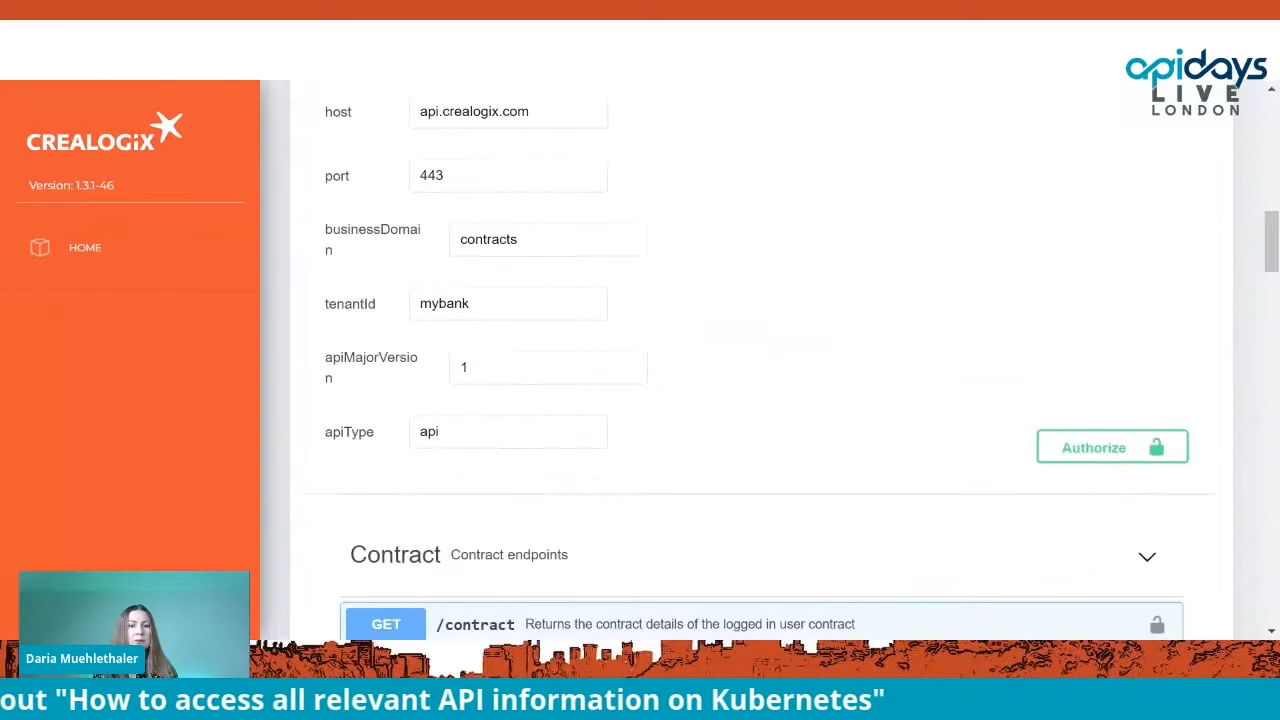 apidays
LIVE
LONDON
CREALOGIX
Version: 1.3.1-46
HOME
host
api.crealogix.com
port
443
businessDomai
n
contracts
tenantId
mybank
apiMajorVersio
n
1
apiType
api
Authorize
Contract Contract endpoints
GET /contract Returns the contract details of the logged in user contract
Daria Muehlethaler
out "How to access all relevant API information on Kubernetes"